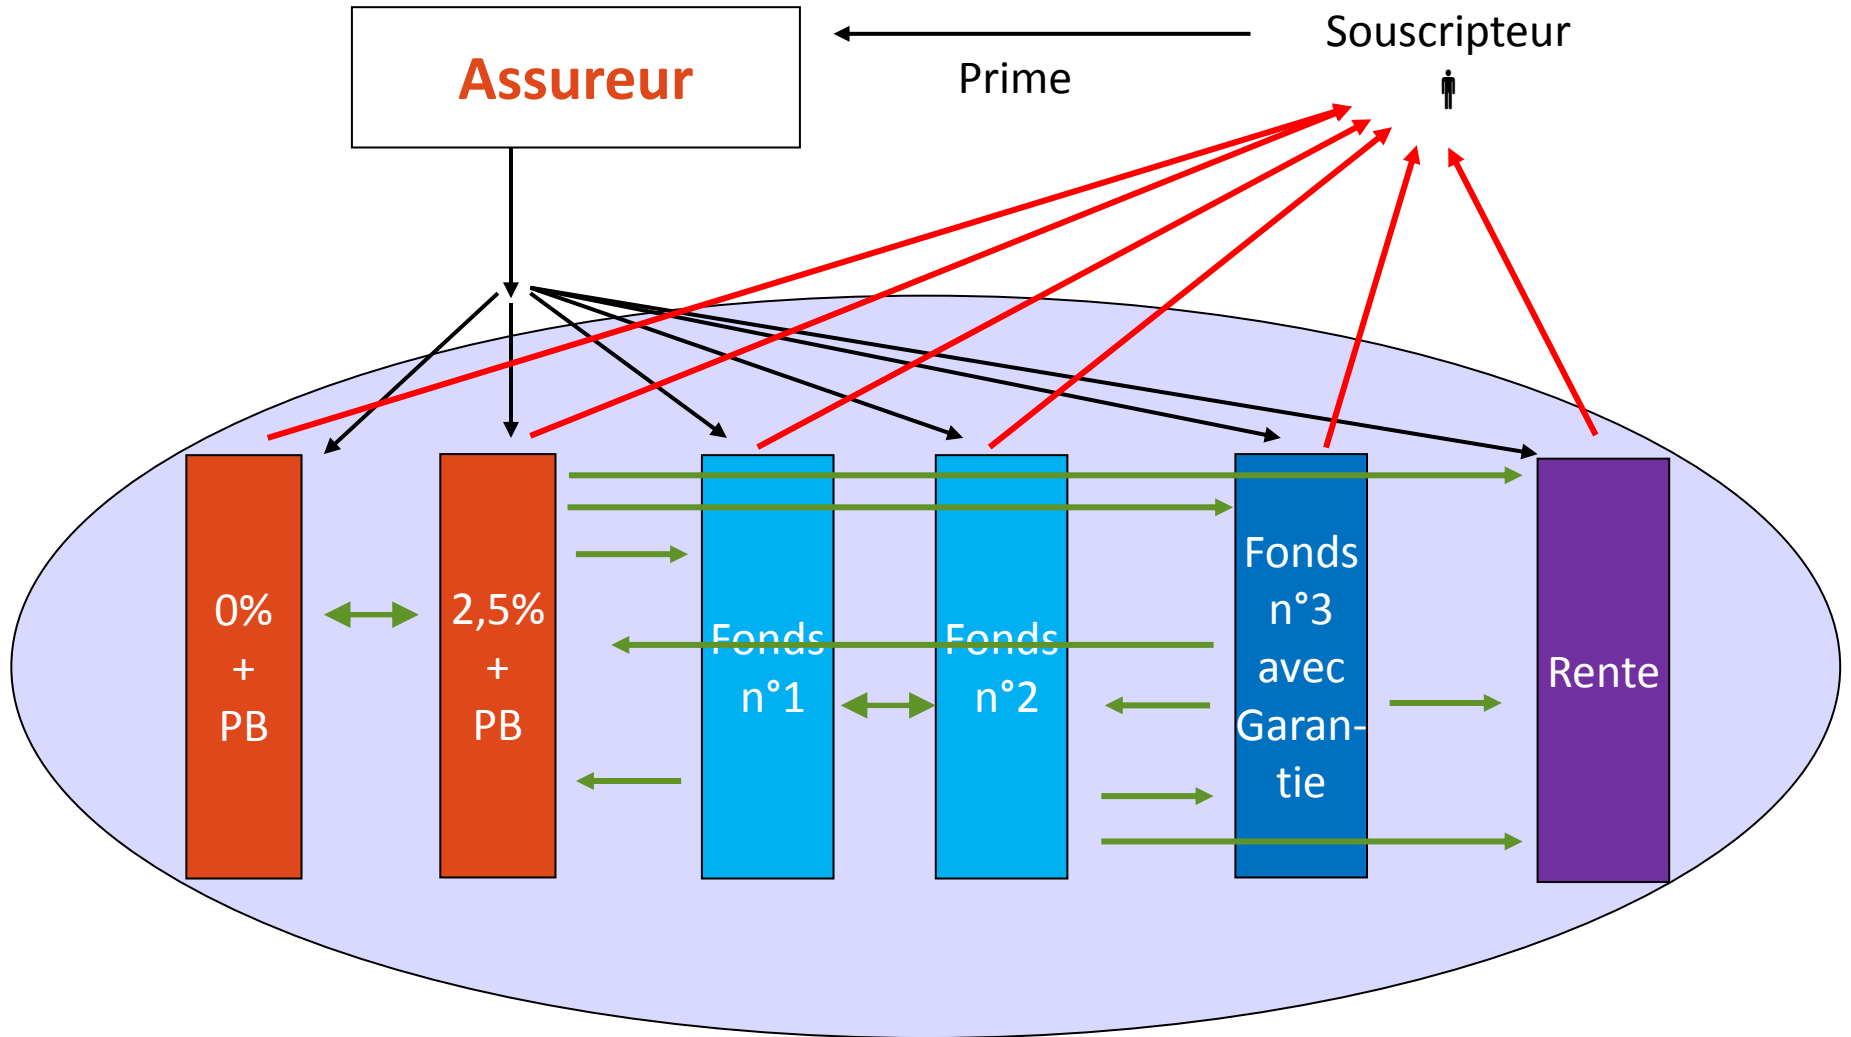 Assureur
Prime
Souscripteur
0%
+
PB
2,5%
+
PB
Fonds
n°1
Fonds
n°2
Fonds
n°3
avec
Garan-
tie
Rente